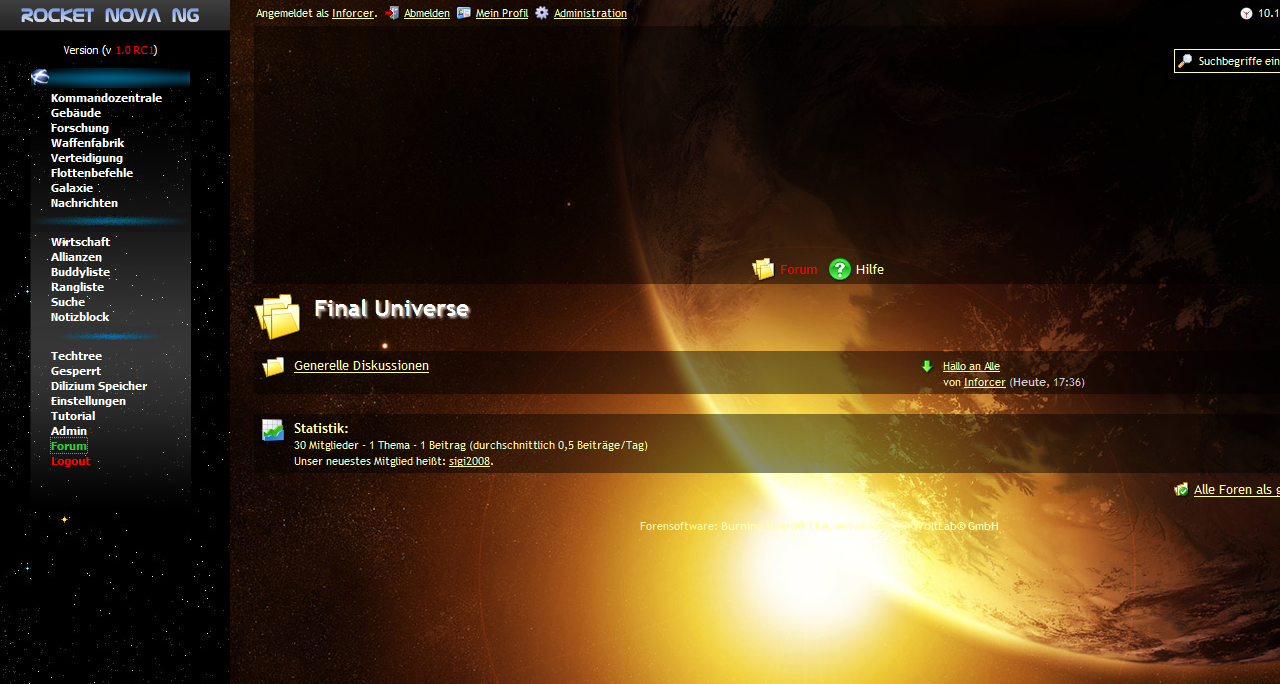 ROCKET NOVA NG
Version (v 1.0 RC1)
Kommandozentrale
Gebäude
Forschung
Waffenfabrik
Verteidigung
Flottenbefehle
Galaxie
Nachrichten
Wirtschaft
Allianzen
Buddyliste
Rangliste
Suche
Notizblock
Techtree
Gesperrt
Dilizium Speicher
Einstellungen
Tutorial
Admin
Forum
Logout
Angemeldet als Inforcer. Abmelden Mein Profil Administration
10.1
Suchbegriffe ein
Forum Hilfe
Final Universe
Generelle Diskussionen
Hallo an Alle
von Inforcer (Heute, 17:36)
Statistik:
30 Mitglieder - 1 Thema - 1 Beitrag (durchschnittlich 0,5 Beiträge/Tag)
Unser neuestes Mitglied heißt: sigi2008.
Alle Foren als g
Forensoftware: Burning WoltLab® GmbH